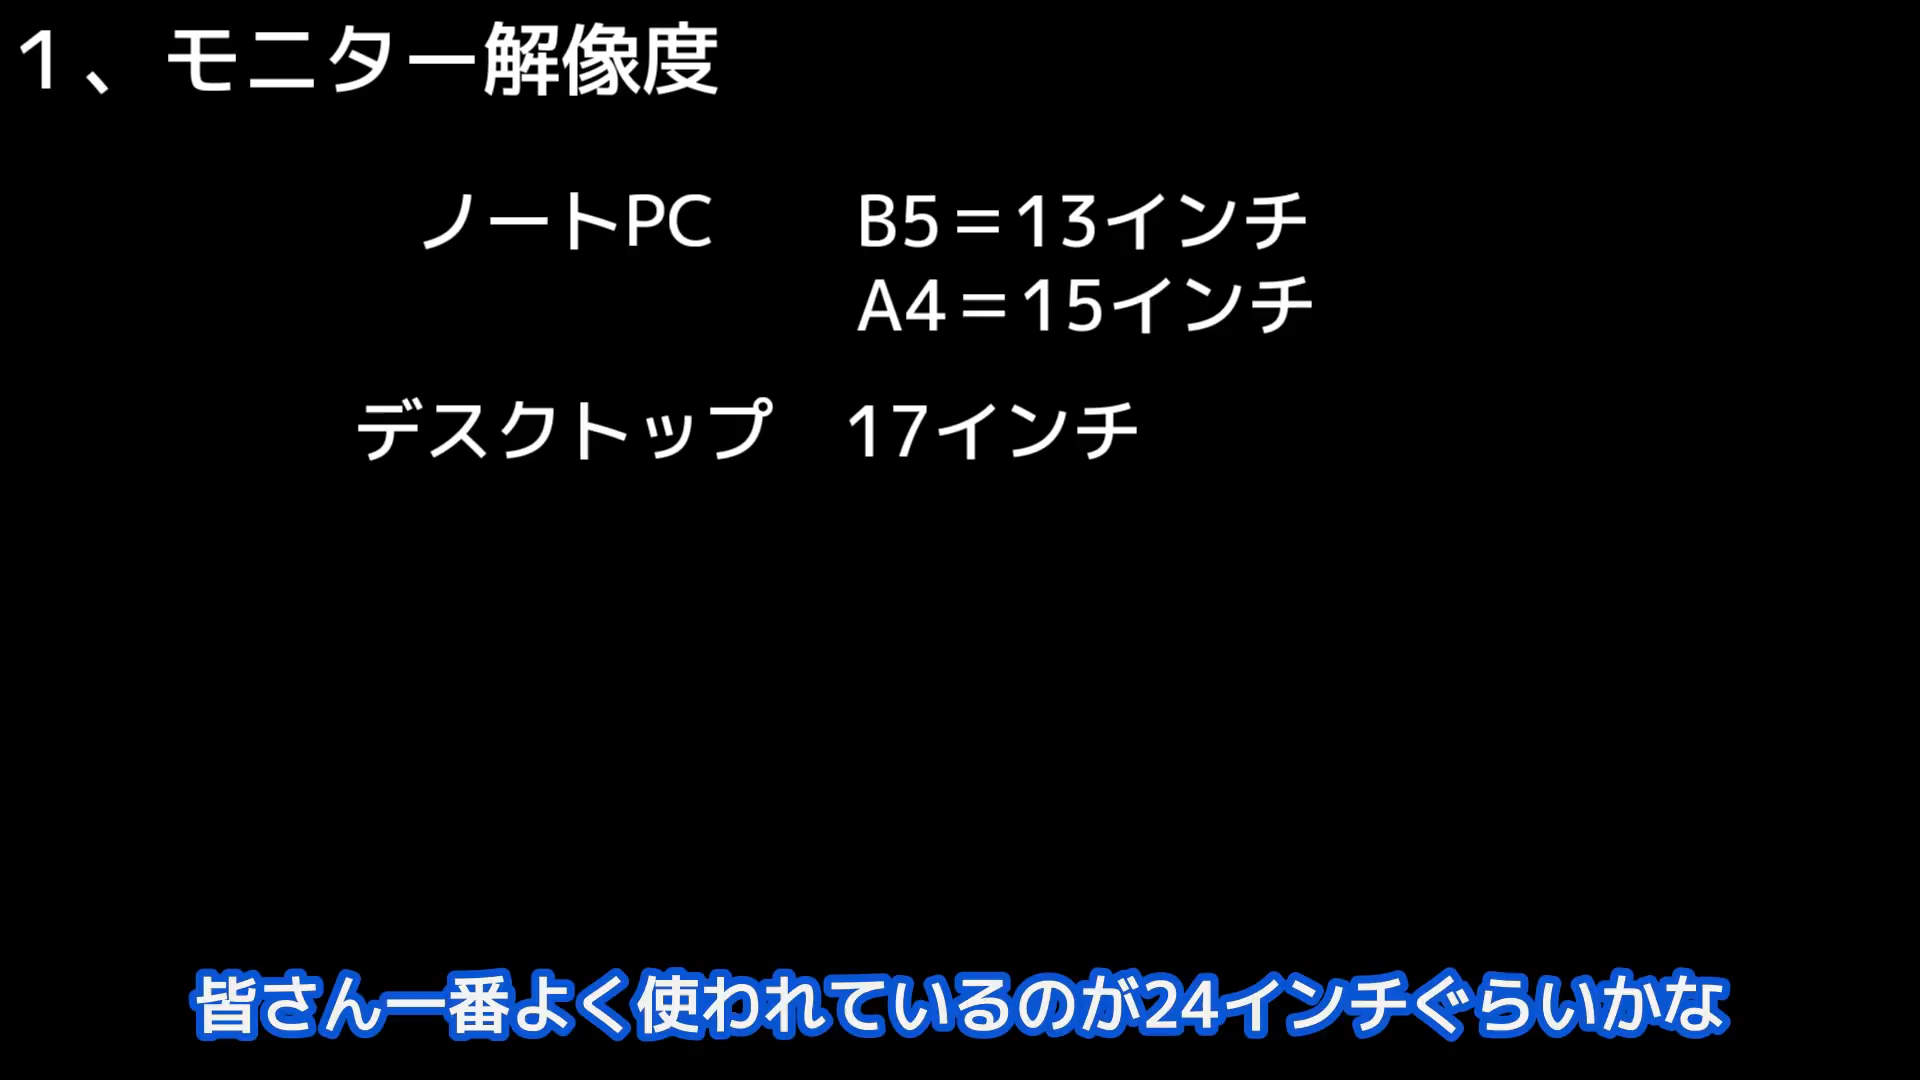 １、モニター解像度
ノートPC　B5＝13インチ
A4＝15インチ
デスクトップ　17インチ
皆さん一番よく使われているのが24インチぐらいかな